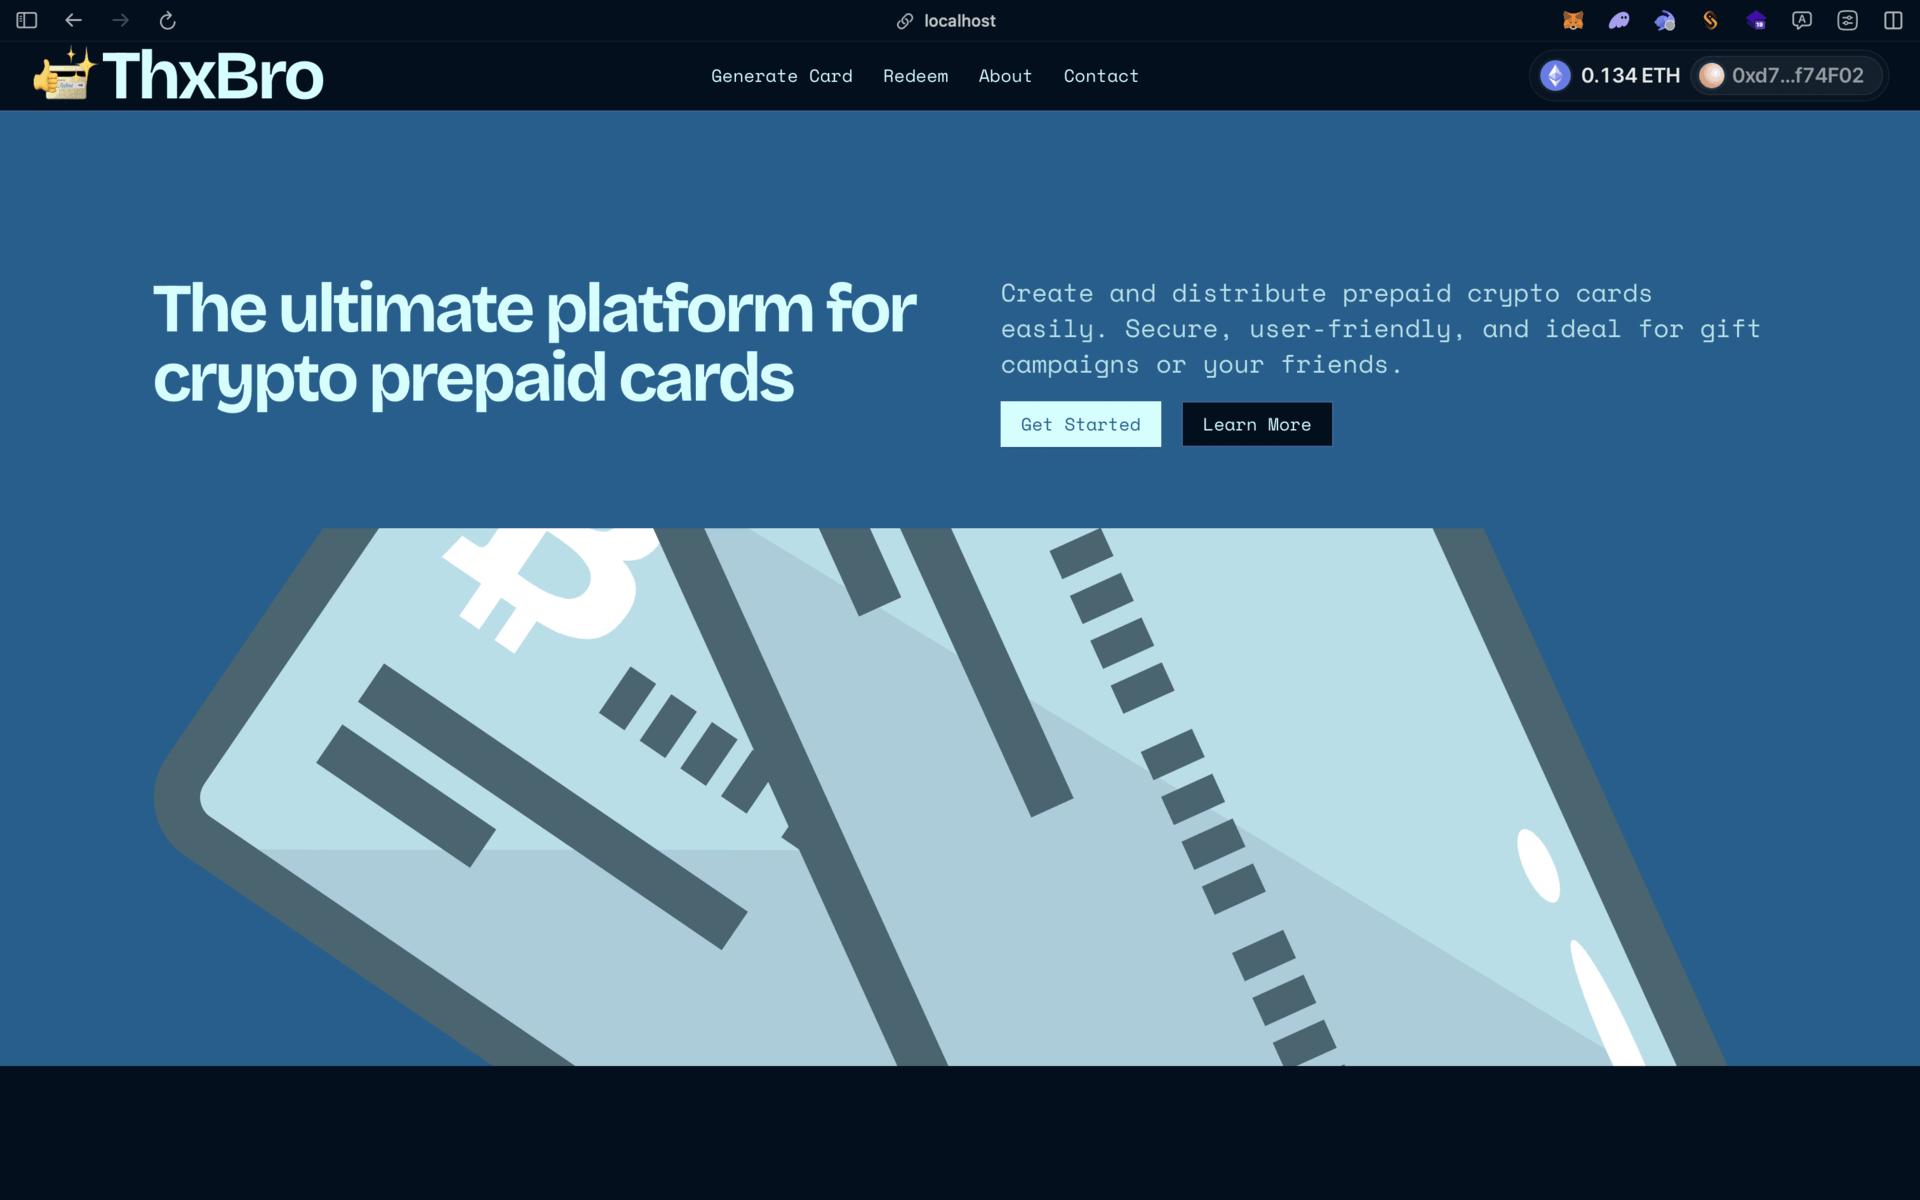 localhost
ThxBro
Generate Card Redeem About Contact
0.134 ETH 0xd7...f74F02
The ultimate platform for
crypto prepaid cards
Create and distribute prepaid crypto cards
easily. Secure, user-friendly, and ideal for gift
campaigns or your friends.
Get Started Learn More